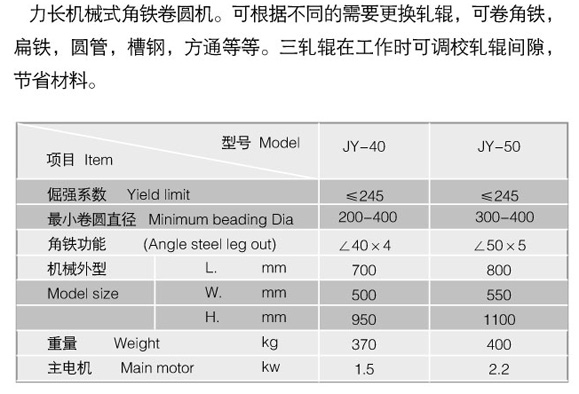 力长机械式角铁卷圆机。可根据不同的需要更换轧辊，可卷角铁，
扁铁，圆管，槽钢，方通等等。三轧辊在工作时可调校轧辊间隙，
节省材料。
型号 Model JY-40 JY-50
项目 Item
倔强系数 Yield limit ≤245 ≤245
最小卷圆直径 Minimum beading Dia 200-400 300-400
角铁功能 (Angle steel leg out) ∠40×4 ∠50×5
机械外型 L. mm 700 800
Model size W. mm 500 550
H. mm 950 1100
重量 Weight kg 370 400
主电机 Main motor kw 1.5 2.2